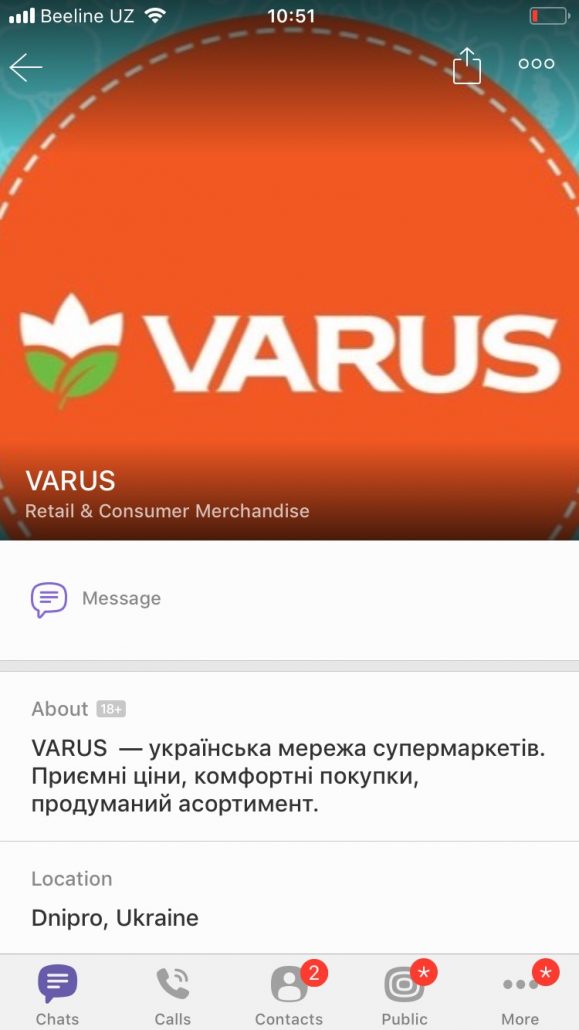 Beeline UZ 10:51
VARUS
VARUS
Retail & Consumer Merchandise
Message
About 18+
VARUS — українська мережа супермаркетів.
Приємні ціни, комфортні покупки,
продуманий асортимент.
Location
Dnipro, Ukraine
2 * *
Chats Calls Contacts Public More